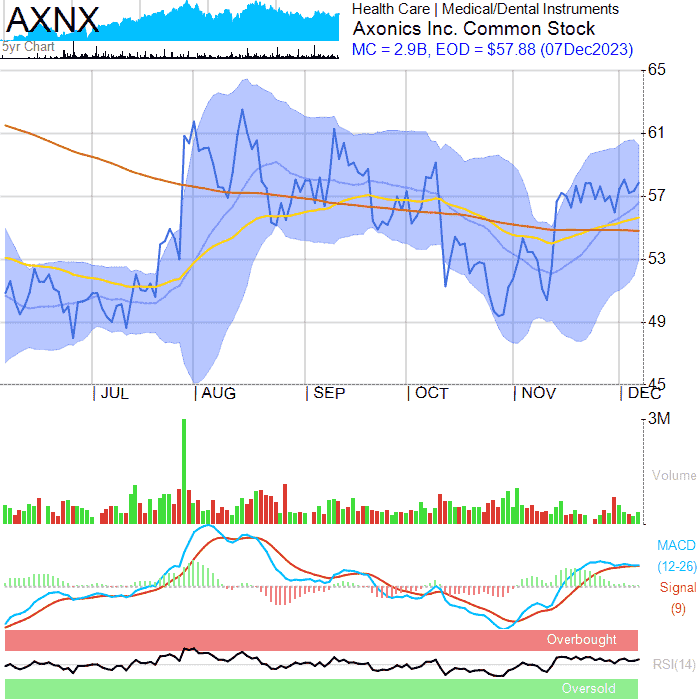 AXNX
5yr Chart
Health Care | Medical/Dental Instruments
Axonics Inc. Common Stock
MC = 2.9B, EOD = $57.88 (07Dec2023)
65
61
57
53
49
45
JUL AUG SEP OCT NOV DEC
3M
Volume
MACD
(12-26)
Signal
(9)
Overbought
RSI(14)
Oversold